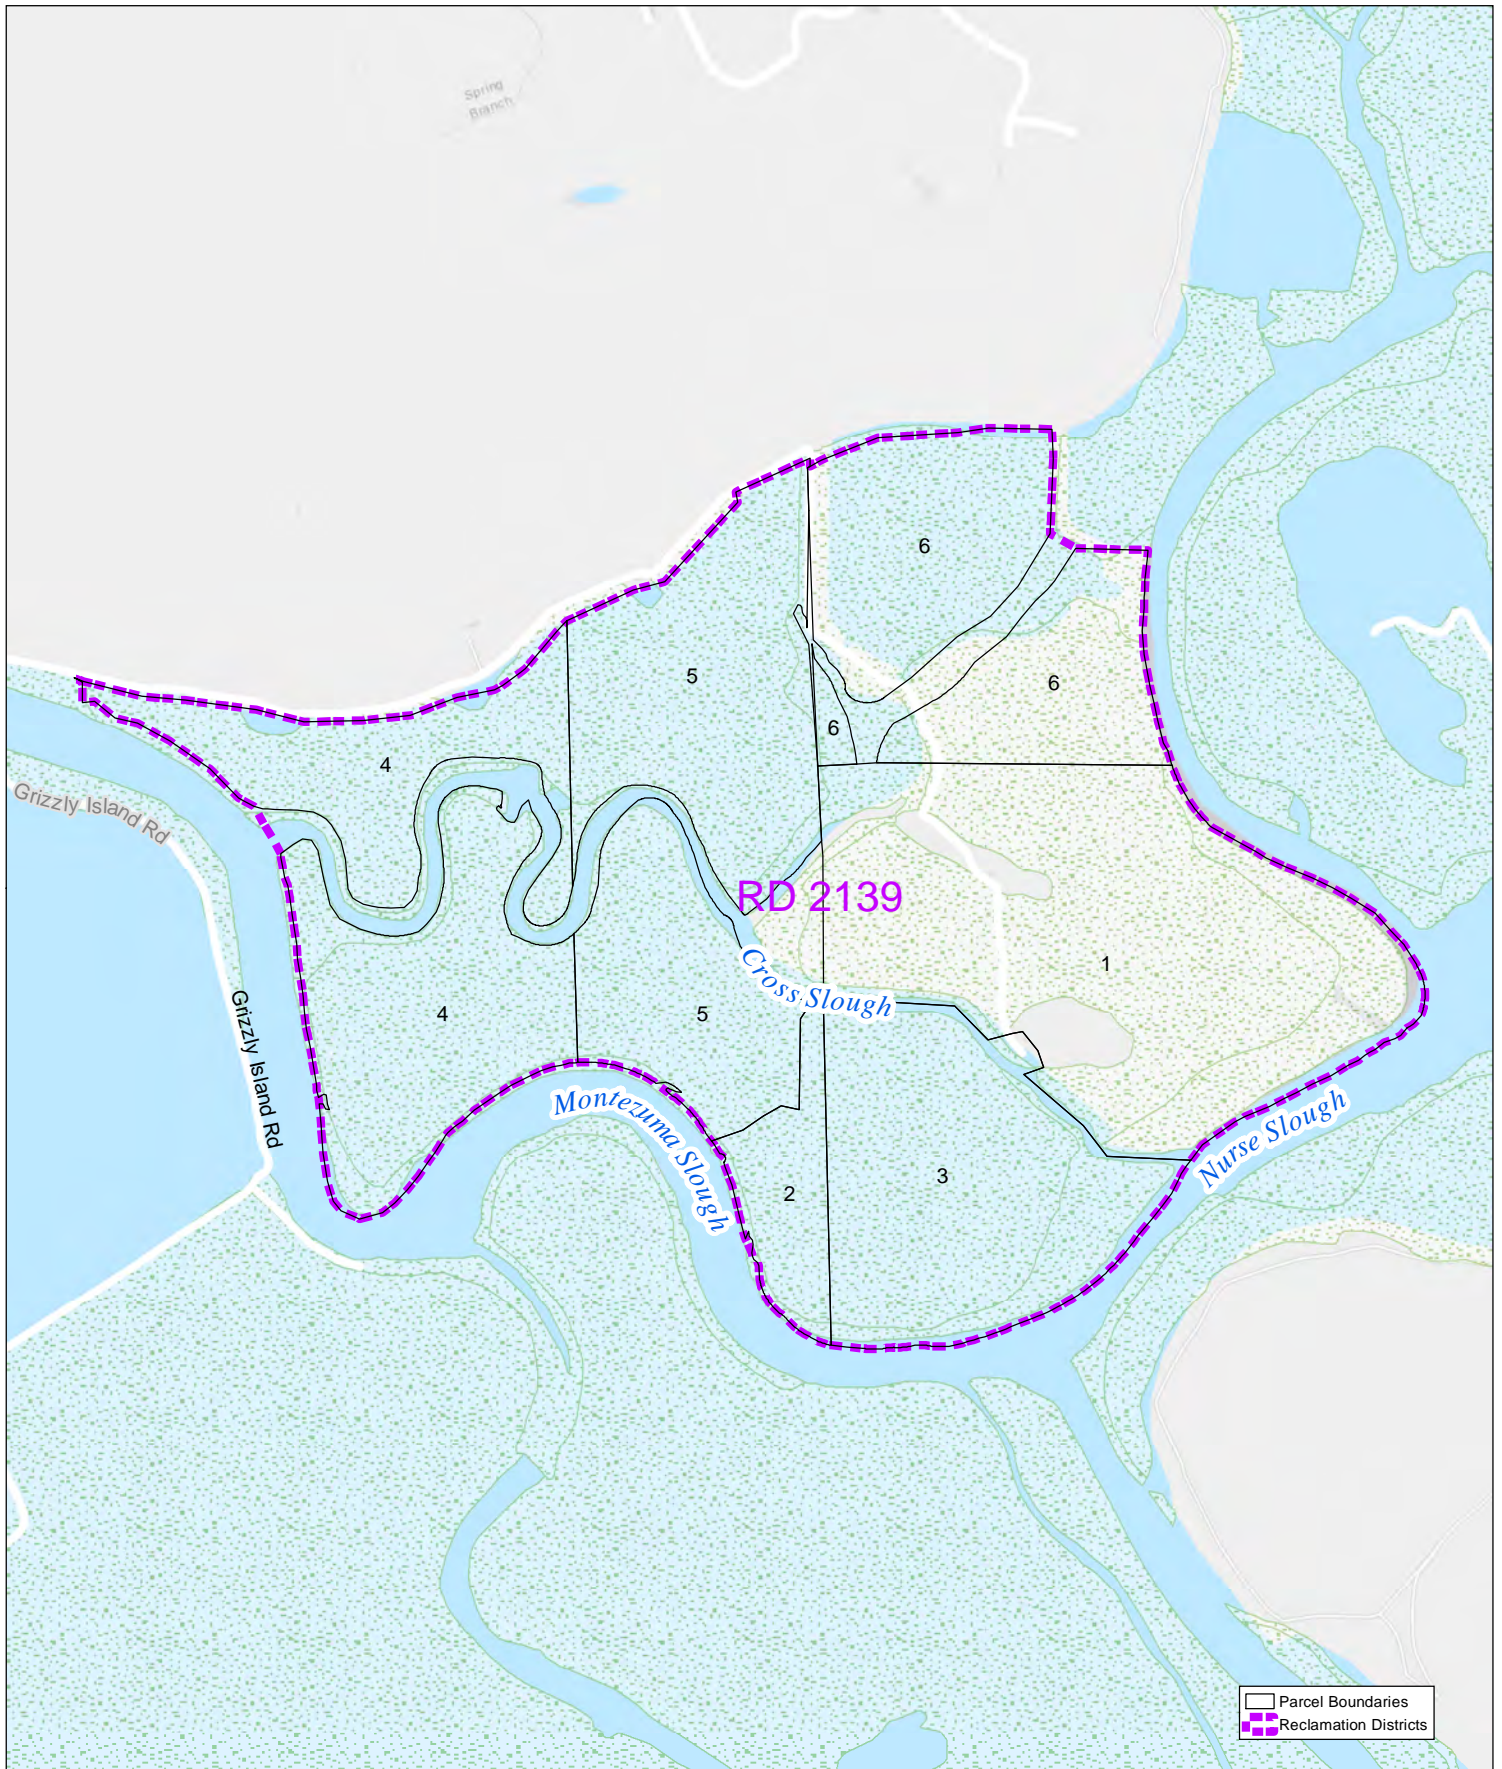 Spring
Branch
6
5
6
6
4
Grizzly Island Rd
RD 2139
1
Cross Slough
4
5
Grizzly Island Rd
Montezuma Slough
Nurse Slough
2
3
Parcel Boundaries
Reclamation Districts